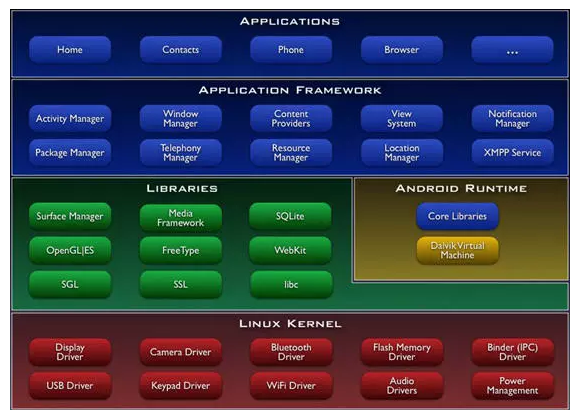 APPLICATIONS
Home
Contacts
Phone
Browser
...
APPLICATION FRAMEWORK
Activity Manager
Window
Manager
Content
Providers
View
System
Notification
Manager
Package Manager
Telephony
Manager
Resource
Manager
Location
Manager
XMPP Service
LIBRARIES
Surface Manager
Media
Framework
SQLite
OpenGL|ES
FreeType
WebKit
SGL
SSL
libc
ANDROID RUNTIME
Core Libraries
Dalvik Virtual
Machine
LINUX KERNEL
Display
Driver
Camera Driver
Bluetooth
Driver
Flash Memory
Driver
Binder (IPC)
Driver
USB Driver
Keypad Driver
WiFi Driver
Audio
Drivers
Power
Management